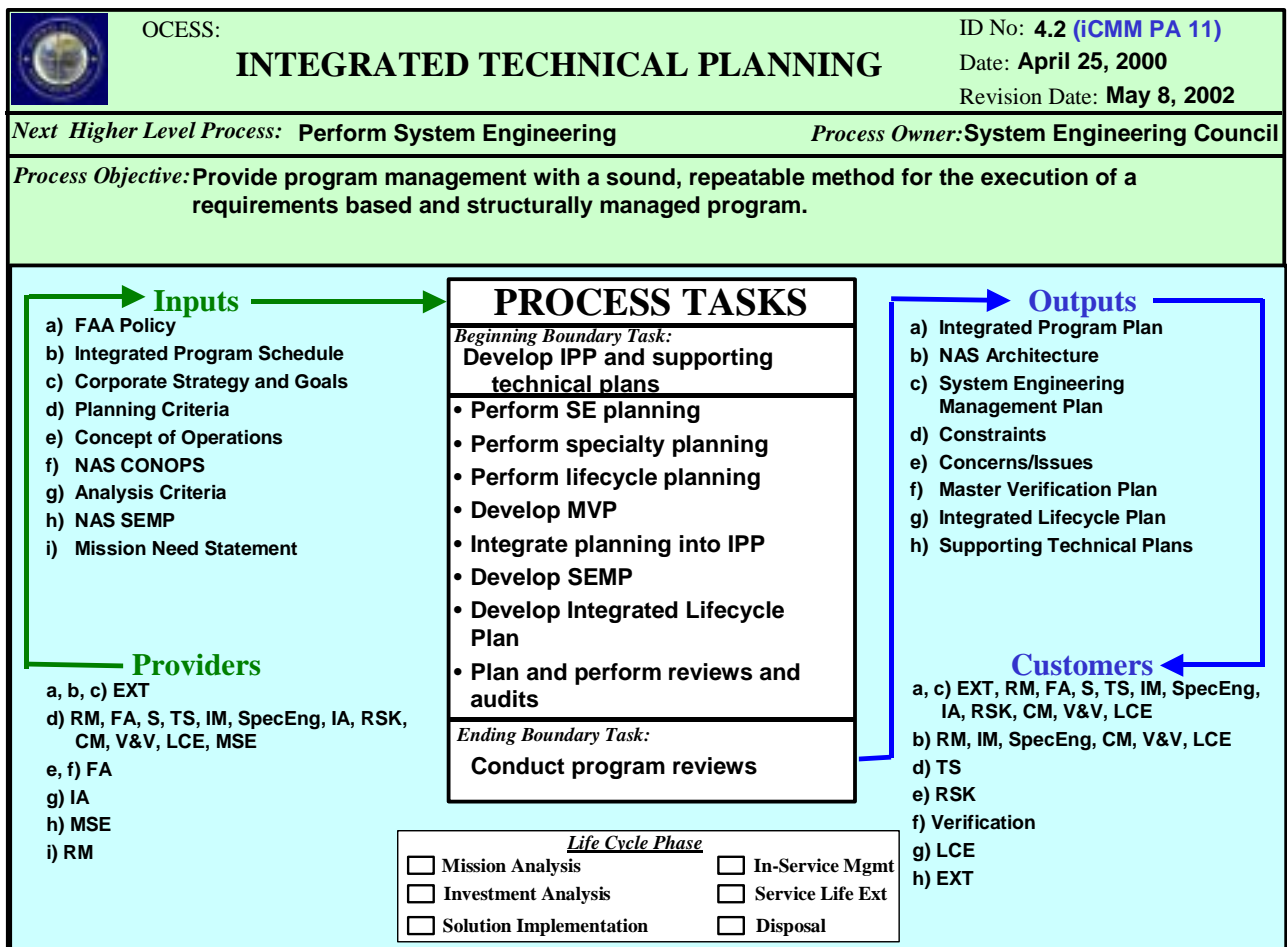 OCESS:
INTEGRATED TECHNICAL PLANNING
ID No: 4.2 (iCMM PA 11)
Date: April 25, 2000
Revision Date: May 8, 2002
Next Higher Level Process: Perform System Engineering
Process Owner:System Engineering Council
Process Objective:Provide program management with a sound, repeatable method for the execution of a
requirements based and structurally managed program.
Inputs
a) FAA Policy
b) Integrated Program Schedule
c) Corporate Strategy and Goals
d) Planning Criteria
e) Concept of Operations
f) NAS CONOPS
g) Analysis Criteria
h) NAS SEMP
i) Mission Need Statement
Providers
a, b, c) EXT
d) RM, FA, S, TS, IM, SpecEng, IA, RSK,
CM, V&V, LCE, MSE
e, f) FA
g) IA
h) MSE
i) RM
PROCESS TASKS
Beginning Boundary Task:
Develop IPP and supporting
technical plans
• Perform SE planning
• Perform specialty planning
• Perform lifecycle planning
• Develop MVP
• Integrate planning into IPP
• Develop SEMP
• Develop Integrated Lifecycle
Plan
• Plan and perform reviews and
audits
Ending Boundary Task:
Conduct program reviews
Outputs
a) Integrated Program Plan
b) NAS Architecture
c) System Engineering
Management Plan
d) Constraints
e) Concerns/Issues
f) Master Verification Plan
g) Integrated Lifecycle Plan
h) Supporting Technical Plans
Customers
a, c) EXT, RM, FA, S, TS, IM, SpecEng,
IA, RSK, CM, V&V, LCE
b) RM, IM, SpecEng, CM, V&V, LCE
d) TS
e) RSK
f) Verification
g) LCE
h) EXT
Life Cycle Phase
Mission Analysis
In-Service Mgmt
Investment Analysis
Service Life Ext
Solution Implementation
Disposal